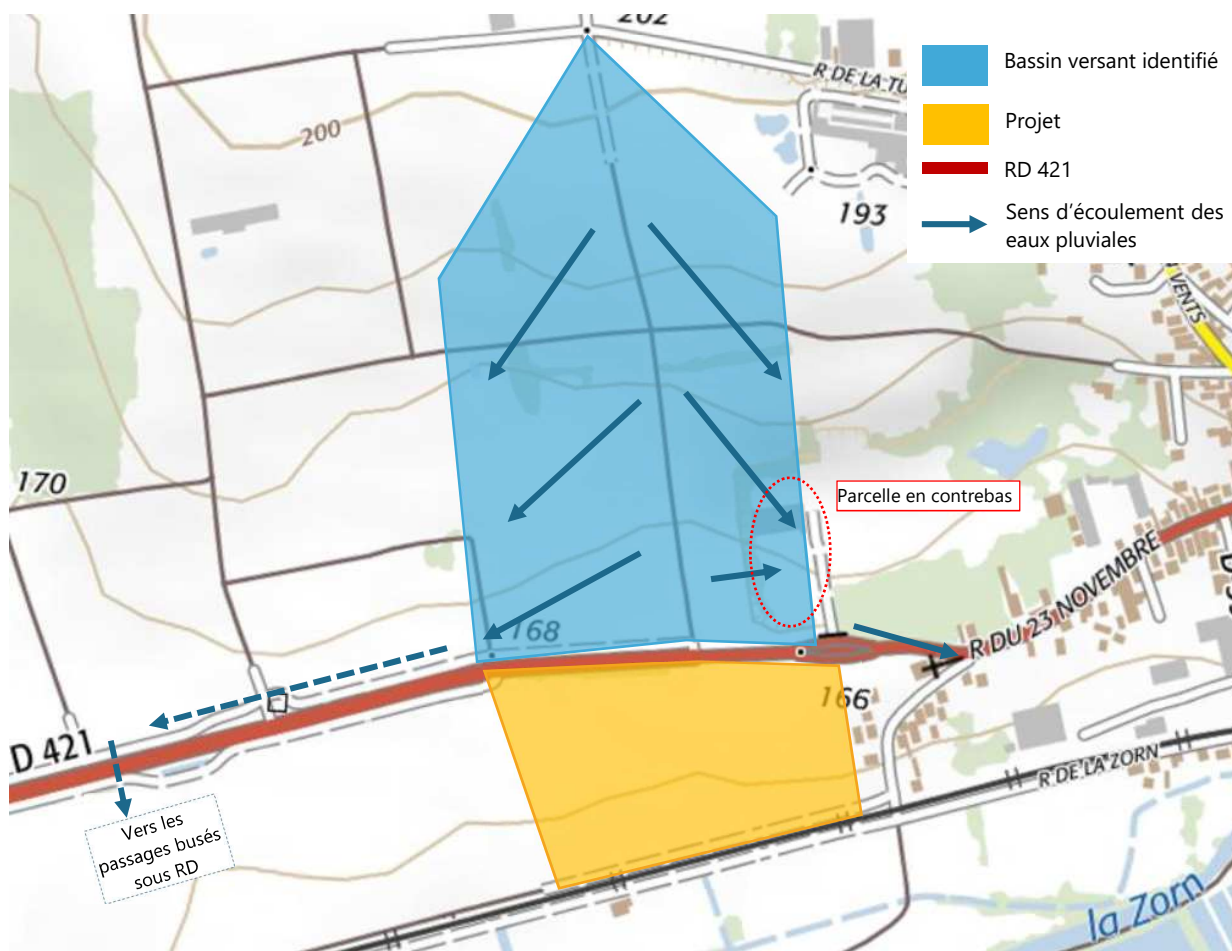 202
R DE LA TU
200
193
VENTS
Bassin versant identifié
Projet
RD 421
Sens d'écoulement des
eaux pluviales
170
Parcelle en contrebas
168
R DU 23 NOVEMBRE
166
D 421
R DE LA ZORN
Vers les
passages busés
sous RD
la Zorn